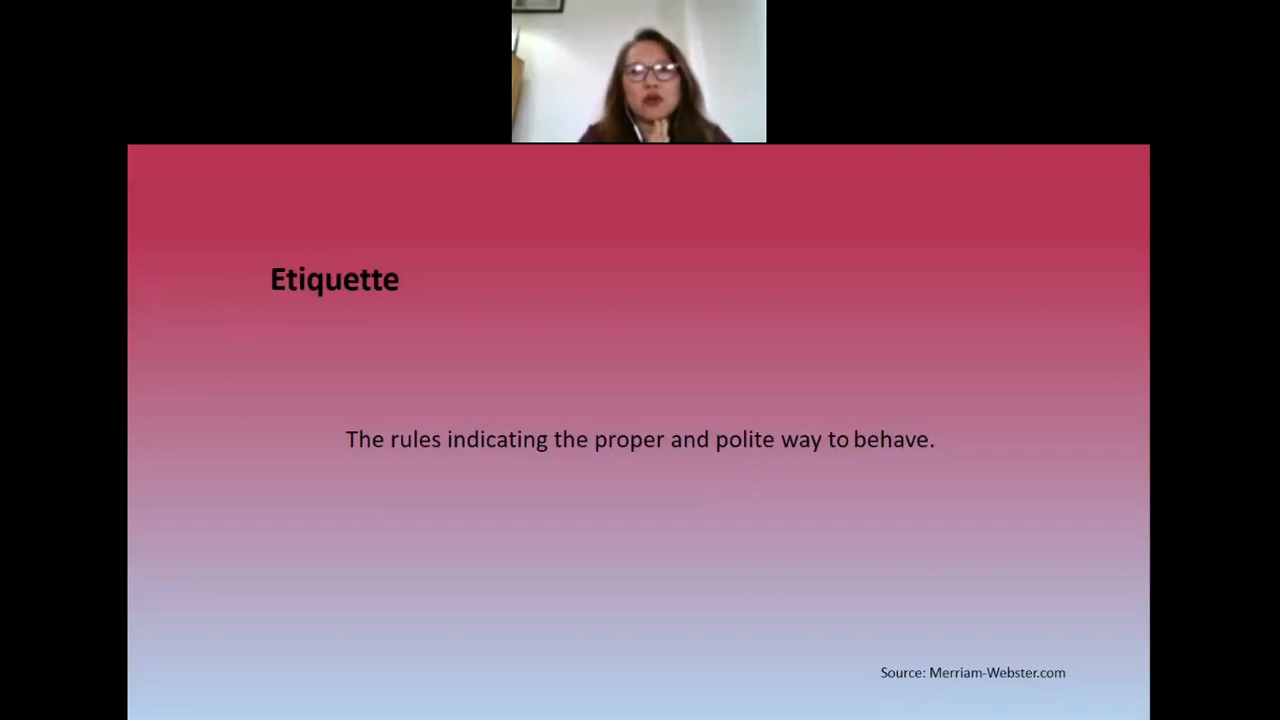 Etiquette
The rules indicating the proper and polite way to behave.
Source: Merriam-Webster.com